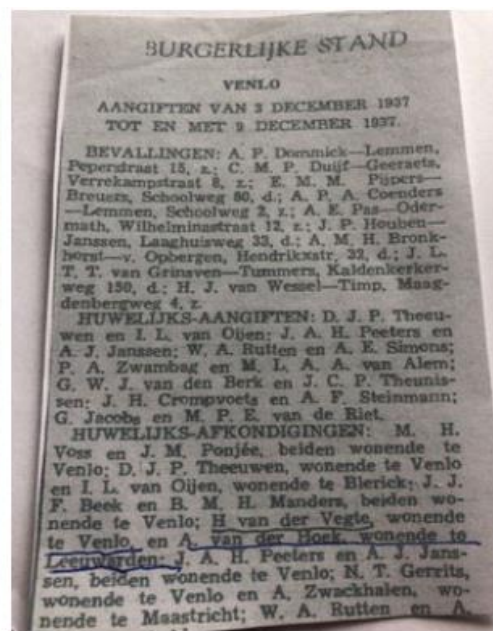 BURGERLIJKE STAND
VENLO
AANGIFTEN VAN 3 DECEMBER 1937
TOT EN MET 9 DECEMBER 1937.
BEVALLINGEN: A. P. Dommick—Lemmen,
Peperstraat 15, z.; C. M. P. Duijf—Geeraets,
Verrekampstraat 8, z.; E. M. M. Pijpers—
Breuers, Schoolweg 60, d.; A. P. A. Coenders
—Lemmen, Schoolweg 2, z.; A. E. Pas—Oder-
math, Wilhelminastraat 12, z.; J. P. Houben—
Janssen, Laaghuisweg 33, d.; A. M. H. Bronk-
horst—v. Opbergen, Hendrikxstr. 32, d.; J. L.
T. T. van Grinsven—Tummers, Kaldenkerker-
weg 150, d.; H. J. van Wessel—Timp, Maag-
denbergweg 4, z.
HUWELIJKS-AANGIFTEN: D. J. P. Theeu-
wen en I. L. van Oijen; J. A. H. Peeters en
A. J. Janssen; W. A. Rutten en A. E. Simons;
P. A. Zwambag en M. L. A. A. van Alem;
G. W. J. van den Berk en J. C. P. Theunis-
sen; J. H. Crompvoets en A. F. Steinmann;
G. Jacobs en M. P. E. van de Riet.
HUWELIJKS-AFKONDIGINGEN: M. H.
Voss en J. M. Ponjée, beiden wonende te
Venlo; D. J. P. Theeuwen, wonende te Venlo
en I. L. van Oijen, wonende te Blerick; J. J.
F. Beek en B. M. H. Manders, beiden wo-
nende te Venlo; H van der Vegte, wonende
te Venlo, en A. van der Hoek, wonende te
Leeuwarden; J. A. H. Peeters en A. J. Jans-
sen, beiden wonende te Venlo; N. T. Gerrits,
wonende te Venlo en A. Zwackhalen, wo-
nende te Maastricht; W. A. Rutten en A.